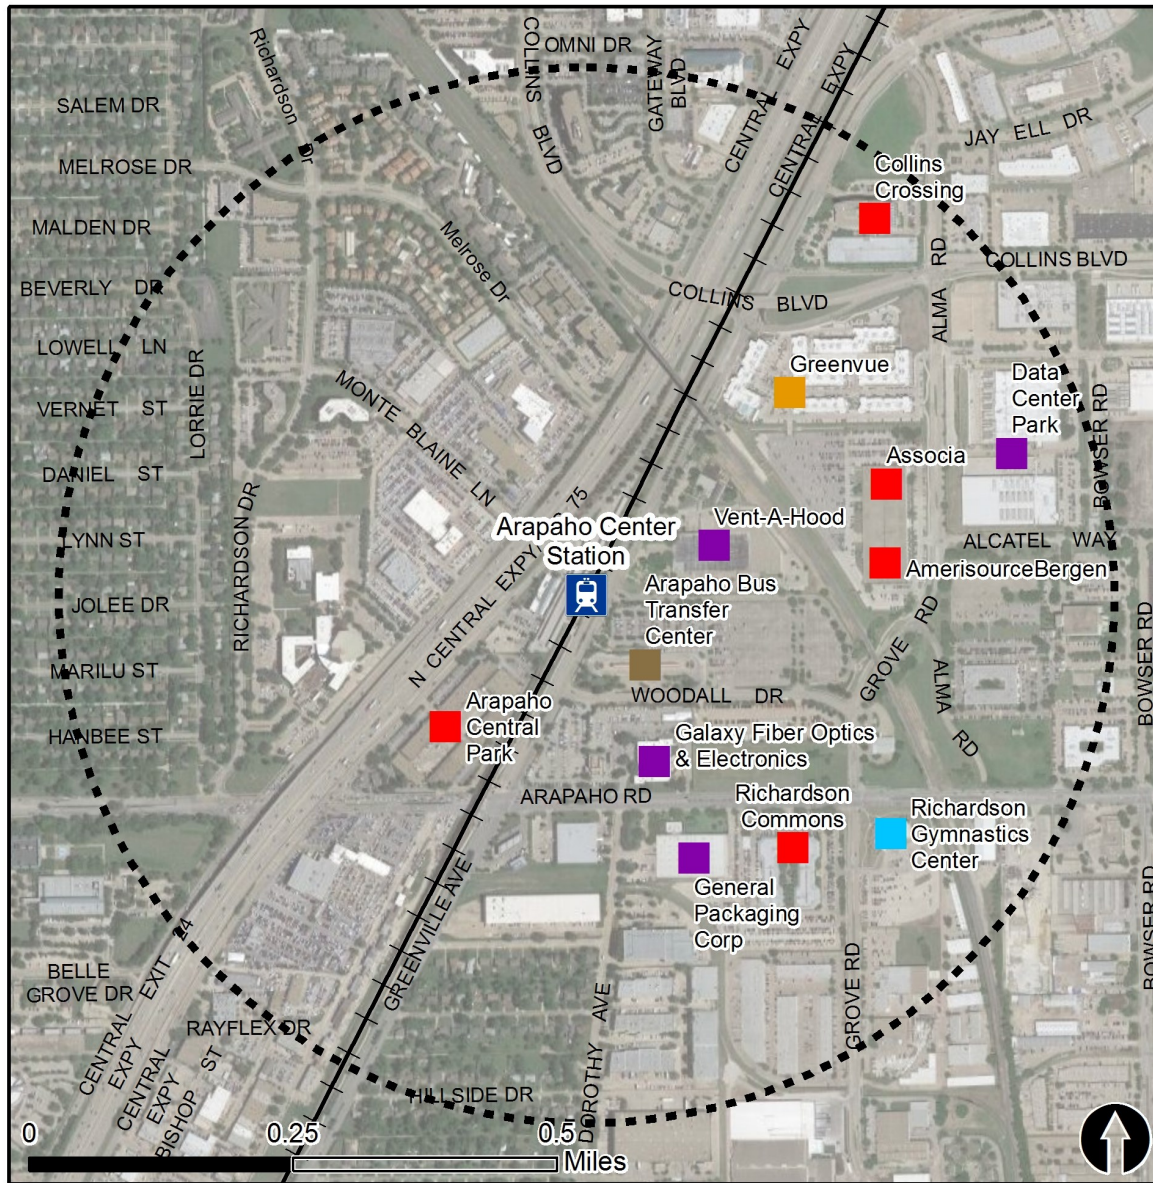 OMNI DR
COLLINS
BLVD
GATEWAY
BLVD
CENTRAL
EXPY
CENTRAL
EXPY
Richardson
Dr
SALEM DR
MELROSE DR
MALDEN DR
BEVERLY DR
LOWELL LN
VERNET ST
DANIEL ST
LYNN ST
JOLEE DR
MARILU ST
HANBEE ST
LORRIE DR
RICHARDSON DR
Melrose Dr
MONTE BLAINE LN
JAY ELL DR
Collins
Crossing
ALMA RD
COLLINS BLVD
COLLINS BLVD
Greenvue
Data
Center
Park
BOWSER RD
Associa
Vent-A-Hood
ALCATEL WAY
AmerisourceBergen
Arapaho Center
Station
N CENTRAL EXPY
75
Arapaho Bus
Transfer
Center
WOODALL DR
GROVE RD
ALMA
RD
BOWSER RD
Arapaho
Central
Park
Galaxy Fiber Optics
& Electronics
ARAPAHO RD
Richardson
Commons
Richardson
Gymnastics
Center
General
Packaging
Corp
GREENVILLE AVE
GROVE RD
BOWSER RD
DOROTHY AVE
BELLE
GROVE DR
CENTRAL EXIT 24
EXPY
CENTRAL
EXPY
BISHOP ST
RAYFLEX DR
HILLSIDE DR
0 0.25 0.5
Miles